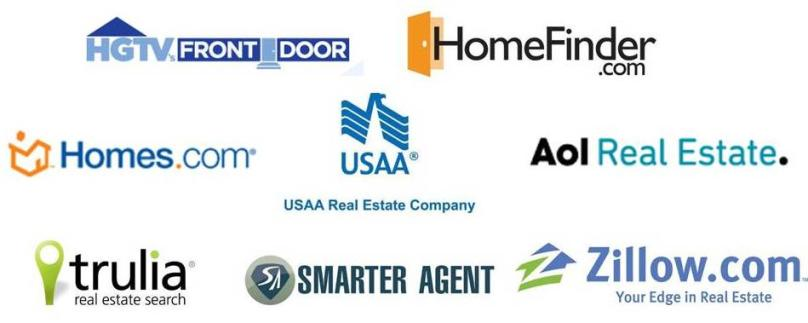 HGTV's FRONT DOOR
HomeFinder
.com
Homes.com®
USAA®
USAA Real Estate Company
Aol Real Estate.
trulia®
real estate search
SA SMARTER AGENT
Zillow.com
Your Edge in Real Estate